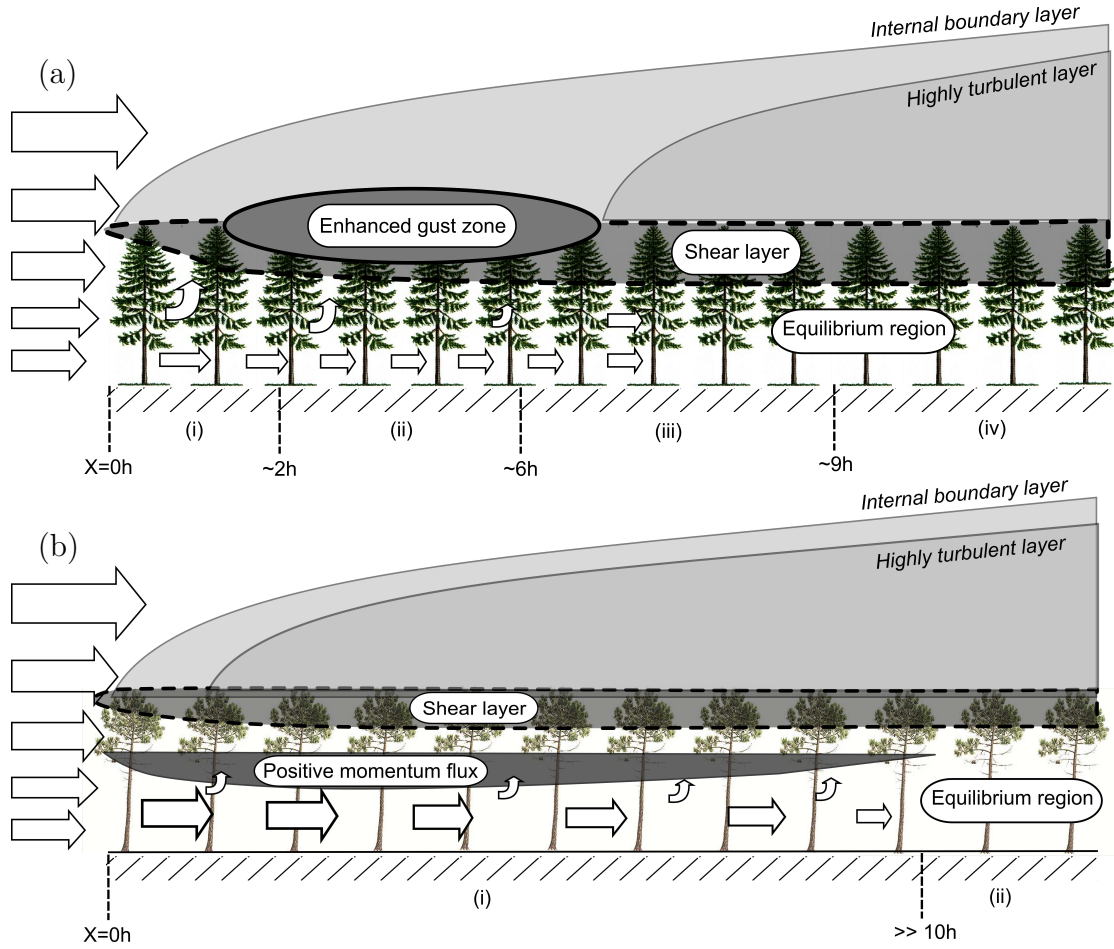 Internal boundary layer
(a)
Highly turbulent layer
Enhanced gust zone
Shear layer
Equilibrium region
(i)
(ii)
(iii)
(iv)
X=0h
~2h
~6h
~9h
Internal boundary layer
(b)
Highly turbulent layer
Shear layer
Positive momentum flux
Equilibrium region
(i)
(ii)
X=0h
>> 10h